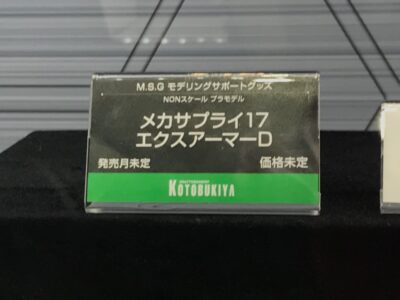 M.S.G モデリングサポートグッズ
NONスケール プラモデル
メカサプライ17
エクスアーマーD
発売月未定 価格未定
KOTOBUKIYA